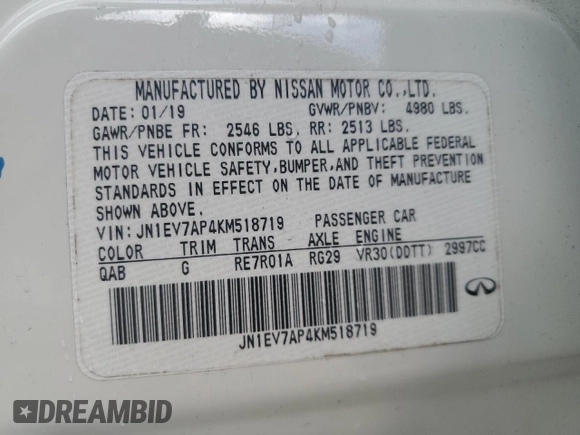 MANUFACTURED BY NISSAN MOTOR CO.,LTD.
DATE: 01/19 GVWR/PNBV: 4980 LBS.
GAWR/PNBE FR: 2546 LBS, RR: 2513 LBS.
THIS VEHICLE CONFORMS TO ALL APPLICABLE FEDERAL
MOTOR VEHICLE SAFETY,BUMPER,AND THEFT PREVENTION
STANDARDS IN EFFECT ON THE DATE OF MANUFACTURE
SHOWN ABOVE.
VIN: JN1EV7AP4KM518719 PASSENGER CAR
COLOR TRIM TRANS AXLE ENGINE
QAB G RE7R01A RG29 VR30(DDTT) 2997CC
JN1EV7AP4KM518719
DREAMBID